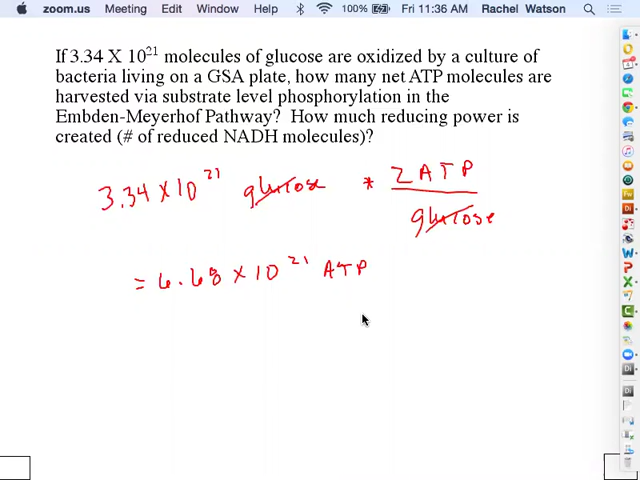 zoom.us Meeting Edit Window Help 100% Fri 11:36 AM Rachel Watson
If 3.34 X 10²¹ molecules of glucose are oxidized by a culture of
bacteria living on a GSA plate, how many net ATP molecules are
harvested via substrate level phosphorylation in the
Embden-Meyerhof Pathway? How much reducing power is
created (# of reduced NADH molecules)?
3.34 x 10²¹ glucose * 2 ATP
glucose
= 6.68 x 10²¹ ATP